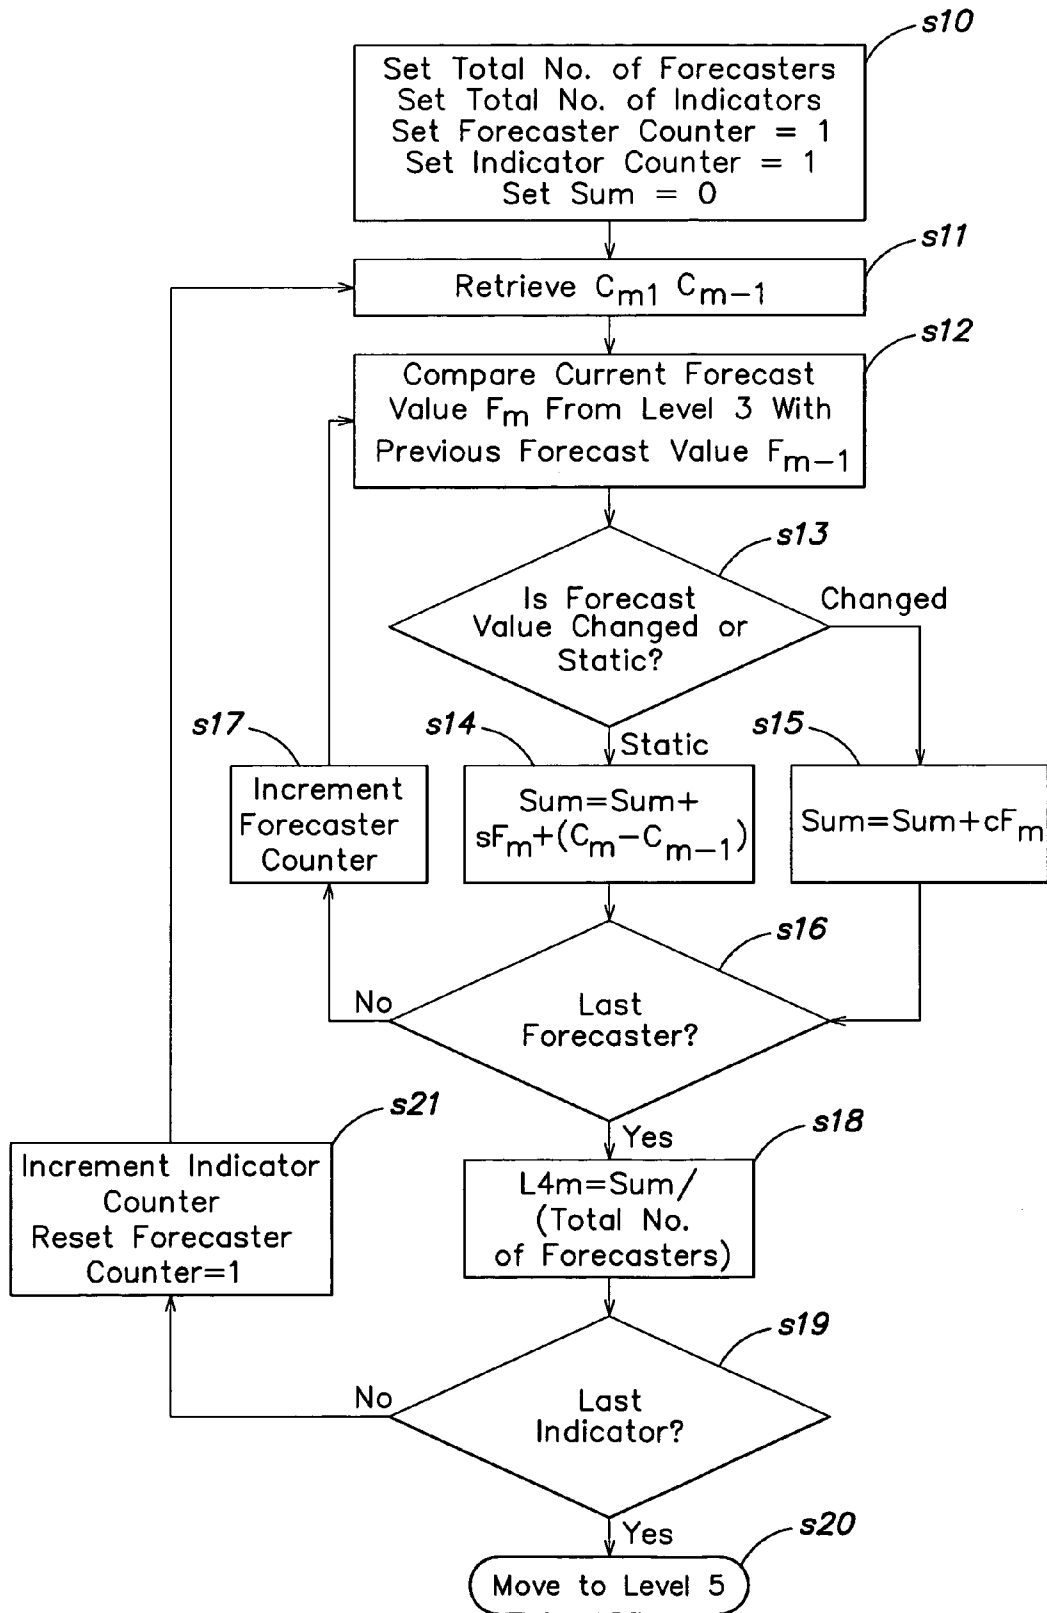 s10
Set Total No. of Forecasters
Set Total No. of Indicators
Set Forecaster Counter = 1
Set Indicator Counter = 1
Set Sum = 0
s11
Retrieve Cm1 Cm−1
s12
Compare Current Forecast
Value Fm From Level 3 With
Previous Forecast Value Fm−1
s13
Is Forecast
Value Changed or
Static?
Changed
s17
s14
Static
s15
Increment
Forecaster
Counter
Sum=Sum+
sFm+(Cm−Cm−1)
Sum=Sum+cFm
s16
No
Last
Forecaster?
s21
Yes
s18
Increment Indicator
Counter
Reset Forecaster
Counter=1
L4m=Sum/
(Total No.
of Forecasters)
s19
No
Last
Indicator?
Yes
s20
Move to Level 5